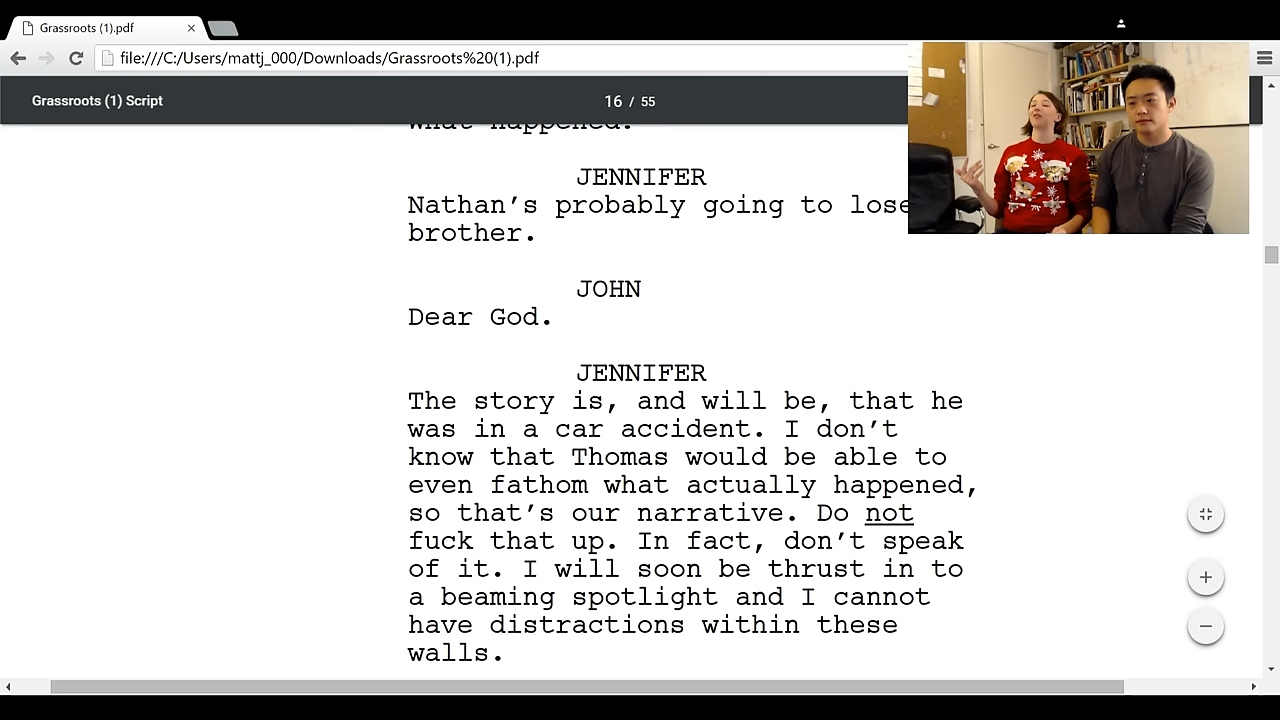 Grassroots (1).pdf
file:///C:/Users/mattj_000/Downloads/Grassroots%20(1).pdf
Grassroots (1) Script
16 / 55
what happened.
JENNIFER
Nathan’s probably going to lose
brother.
JOHN
Dear God.
JENNIFER
The story is, and will be, that he
was in a car accident. I don’t
know that Thomas would be able to
even fathom what actually happened,
so that’s our narrative. Do not
fuck that up. In fact, don’t speak
of it. I will soon be thrust in to
a beaming spotlight and I cannot
have distractions within these
walls.